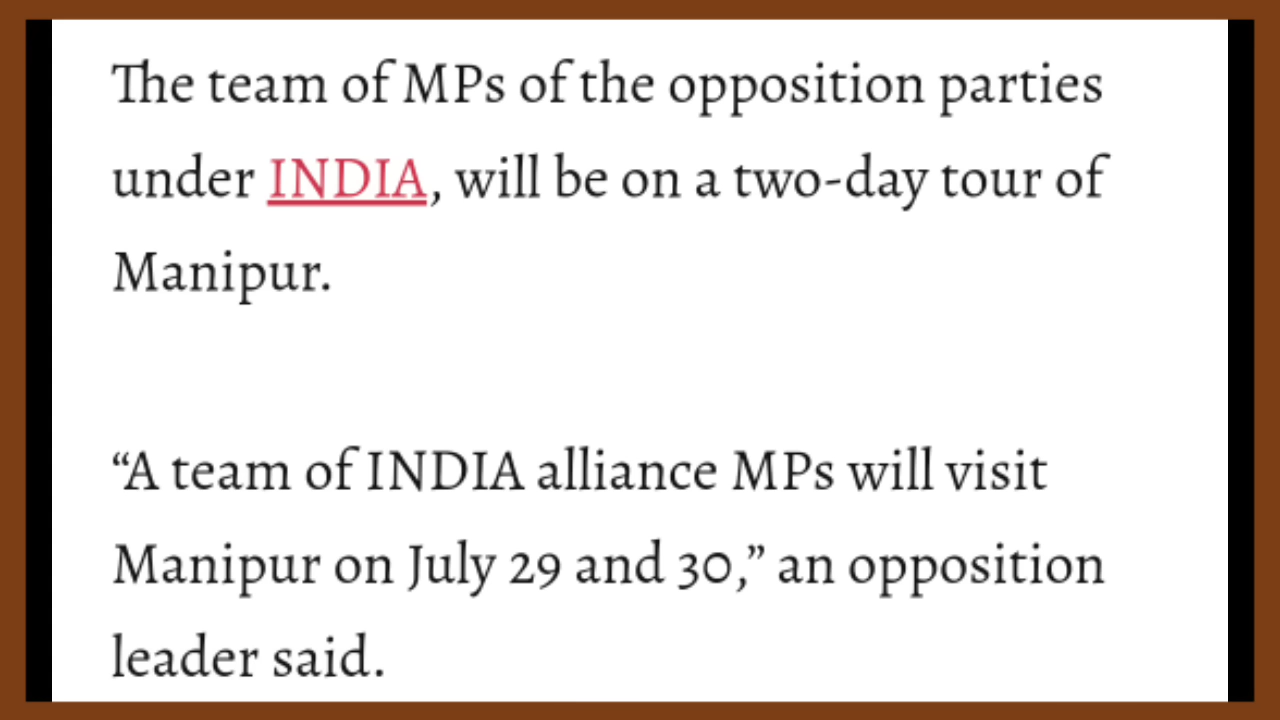 The team of MPs of the opposition parties
under INDIA, will be on a two-day tour of
Manipur.
“A team of INDIA alliance MPs will visit
Manipur on July 29 and 30,” an opposition
leader said.